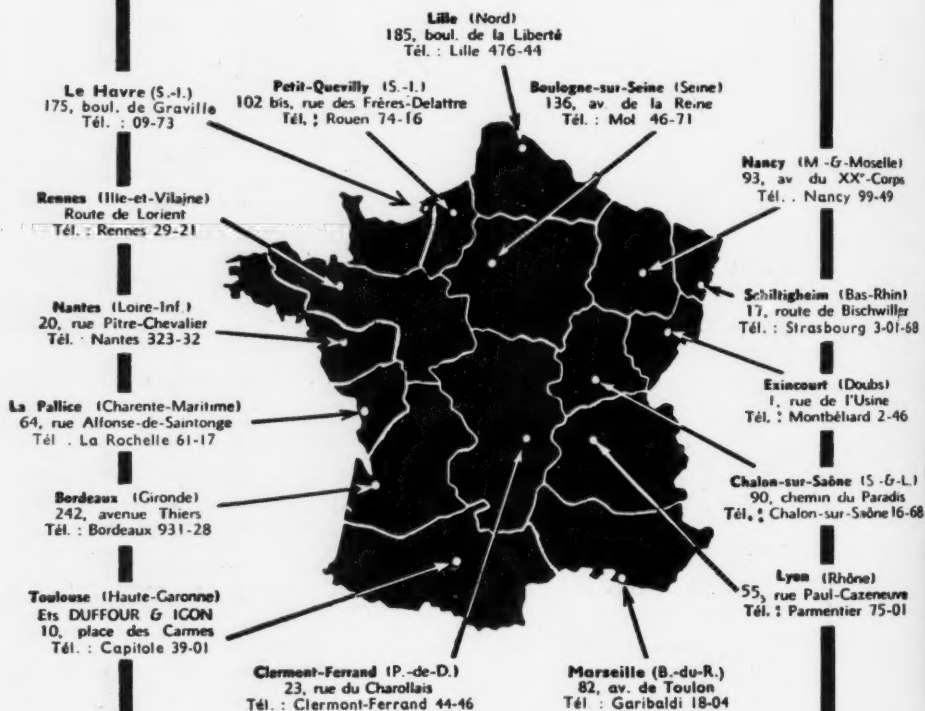 Lille (Nord)
185, boul. de la Liberté
Tél. : Lille 476-44
Le Havre (S.-I.)
175, boul. de Graville
Tél. : 09-73
Petit-Quevilly (S.-I.)
102 bis, rue des Frères-Delattre
Tél. : Rouen 74-16
Boulogne-sur-Seine (Seine)
136, av. de la Reine
Tél. : Mol 46-71
Nancy (M.-&-Moselle)
93, av du XXᵉ-Corps
Tél. . Nancy 99-49
Rennes (Ille-et-Vilaine)
Route de Lorient
Tél. : Rennes 29-21
Schiltigheim (Bas-Rhin)
17, route de Bischwiller
Tél. : Strasbourg 3-01-68
Nantes (Loire-Inf.)
20, rue Pitre-Chevalier
Tél. : Nantes 323-32
Exincourt (Doubs)
1, rue de l'Usine
Tél. : Montbéliard 2-46
La Pallice (Charente-Maritime)
64, rue Alfonse-de-Saintonge
Tél . La Rochelle 61-17
Chalon-sur-Saône (S.-&-L.)
90, chemin du Paradis
Tél. : Chalon-sur-Saône 16-68
Bordeaux (Gironde)
242, avenue Thiers
Tél. : Bordeaux 931-28
Lyon (Rhône)
55, rue Paul-Cazeneuve
Tél. : Parmentier 75-01
Toulouse (Haute-Garonne)
Ets DUFFOUR & IGON
10, place des Carmes
Tél. : Capitole 39-01
Clermont-Ferrand (P.-de-D.)
23, rue du Charollais
Tél. : Clermont-Ferrand 44-46
Marseille (B.-du-R.)
82, av. de Toulon
Tél : Garibaldi 18-04